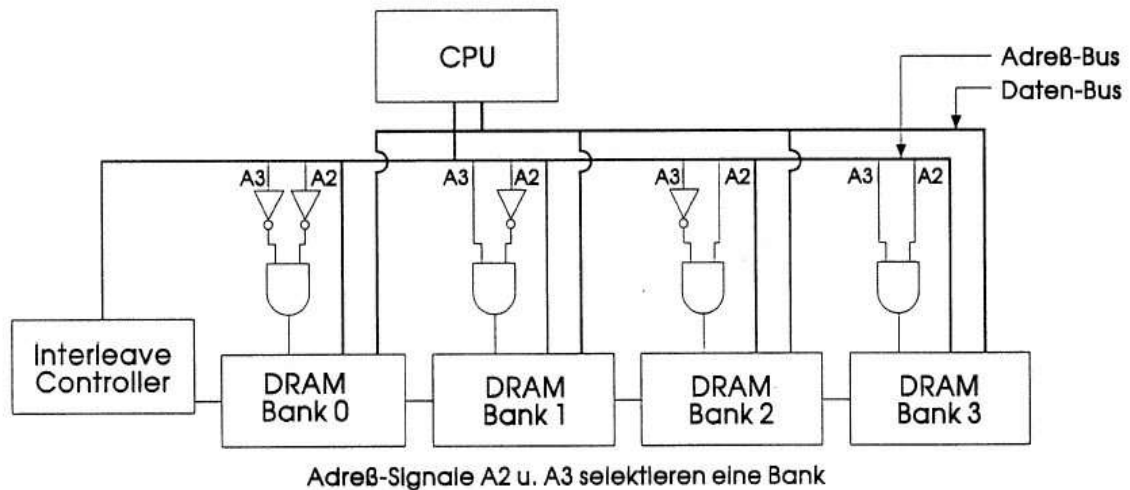 CPU
Adreß-Bus
Daten-Bus
A3 A2 A3 A2 A3 A2 A3 A2
Interleave
Controller
DRAM
Bank 0
DRAM
Bank 1
DRAM
Bank 2
DRAM
Bank 3
Adreß-Signale A2 u. A3 selektieren eine Bank